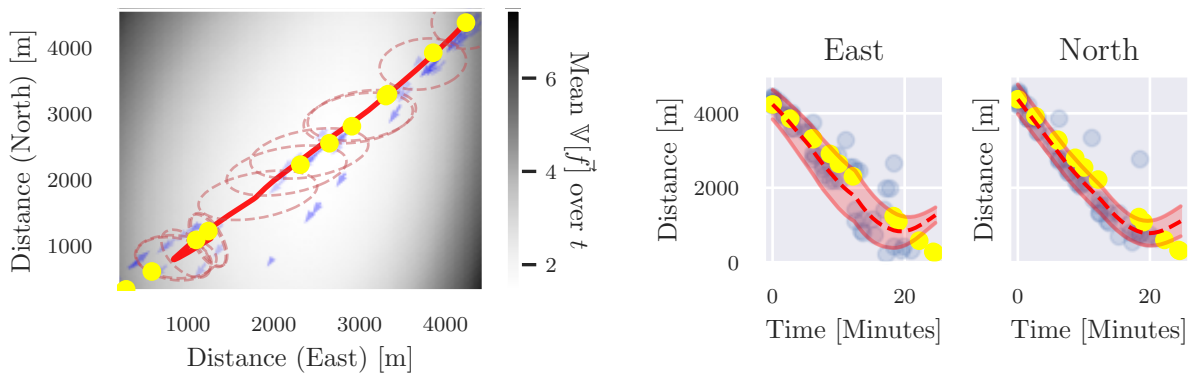 4000
3000
2000
1000
Distance (North) [m]
1000 2000 3000 4000
Distance (East) [m]
6
4
2
Mean 𝕍[f⃗] over t
East
4000
2000
0
Distance [m]
0 20
Time [Minutes]
North
Distance [m]
0 20
Time [Minutes]